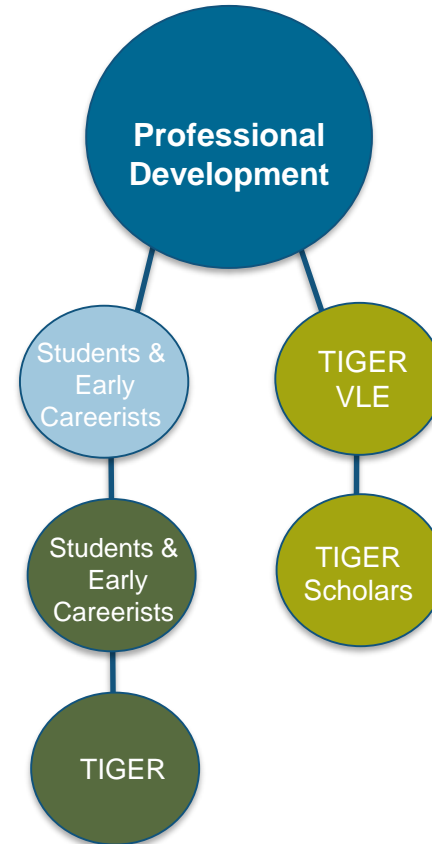 Professional
Development
Students &
Early
Careerists
TIGER
VLE
Students &
Early
Careerists
TIGER
Scholars
TIGER